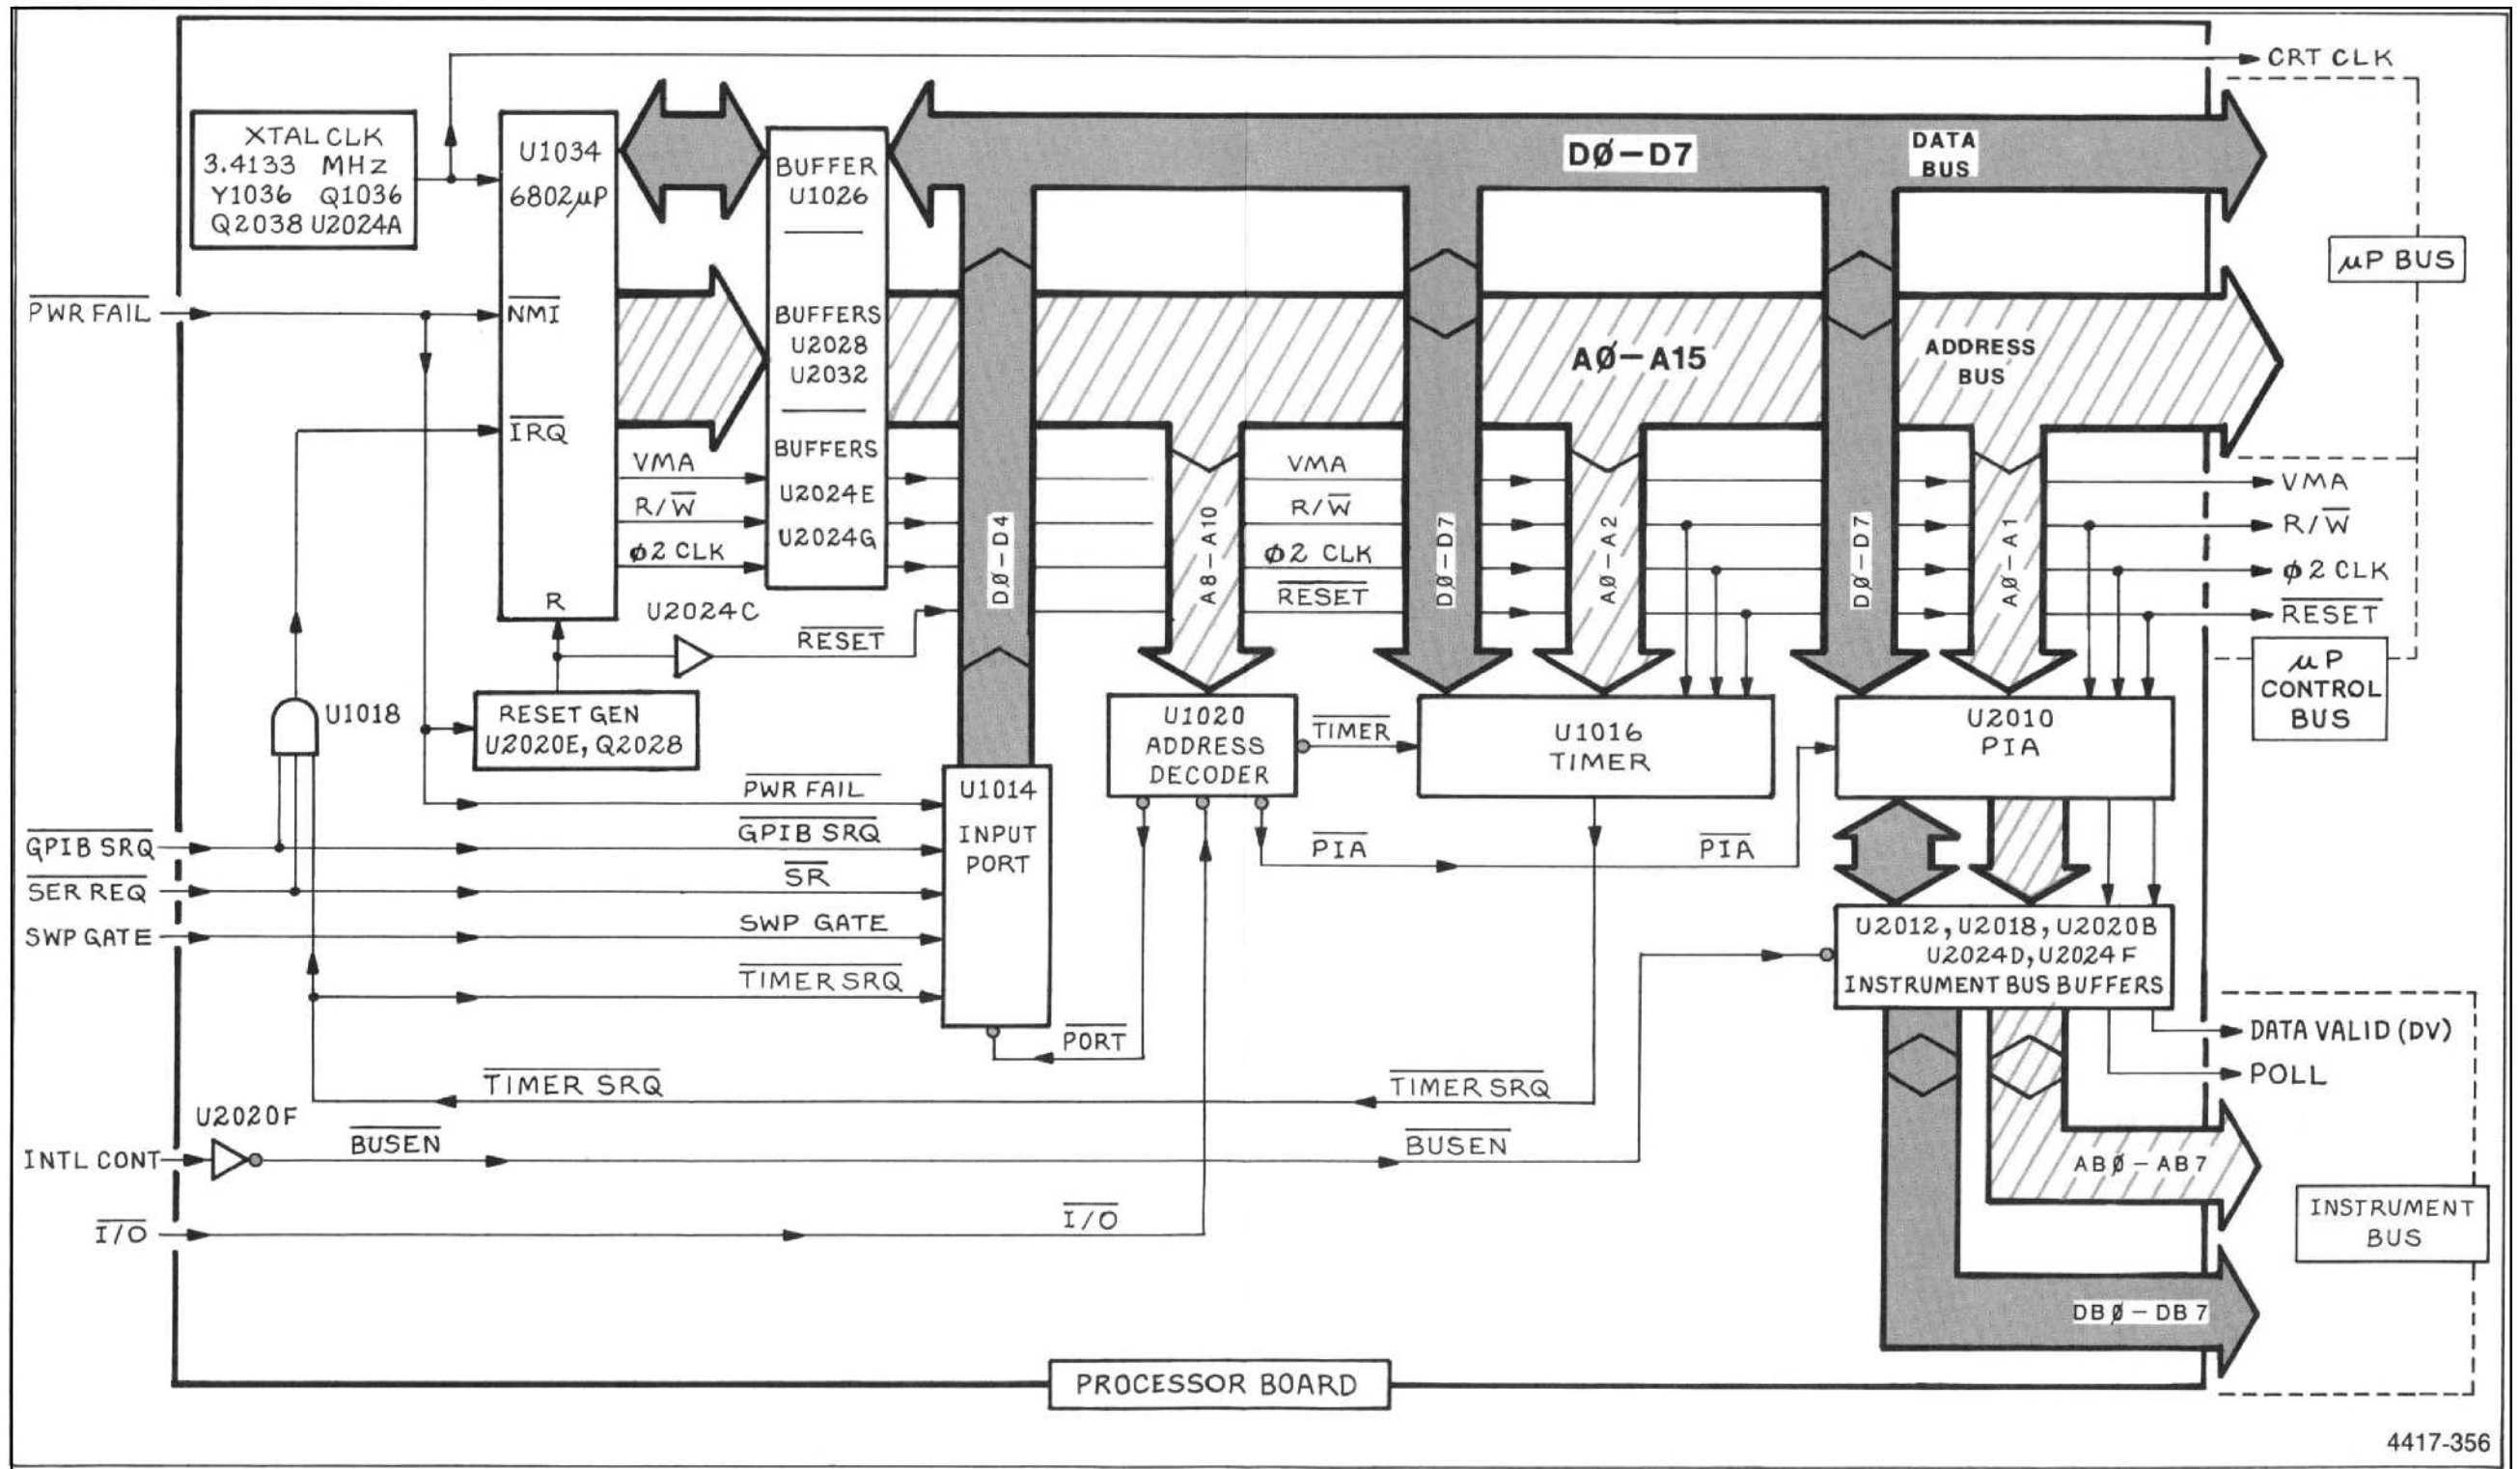 CRT CLK
XTAL CLK
3.4133 MHz
Y1036 Q1036
Q2038 U2024A
U1034
6802μP
NMI
IRQ
R
BUFFER
U1026
BUFFERS
U2028
U2032
BUFFERS
U2024E
U2024G
DØ-D7
DATA
BUS
μP BUS
PWR FAIL
AØ-A15
ADDRESS
BUS
VMA
R/W
ϕ2 CLK
VMA
R/W
ϕ2 CLK
RESET
VMA
R/W
ϕ2 CLK
RESET
DØ-D4
A8-A10
DØ-D7
AØ-A2
DØ-D7
AØ-A1
U2024C
RESET
μP
CONTROL
BUS
U1018
RESET GEN
U2020E, Q2028
U1020
ADDRESS
DECODER
TIMER
U1016
TIMER
U2010
PIA
PWR FAIL
GPIB SRQ
SR
SWP GATE
TIMER SRQ
U1014
INPUT
PORT
GPIB SRQ
SER REQ
SWP GATE
PIA
PIA
U2012, U2018, U2020B
U2024D, U2024F
INSTRUMENT BUS BUFFERS
PORT
DATA VALID (DV)
POLL
TIMER SRQ
TIMER SRQ
U2020F
INTL CONT
BUSEN
BUSEN
ABØ-AB7
I/O
I/O
INSTRUMENT
BUS
DBØ-DB7
PROCESSOR BOARD
4417-356